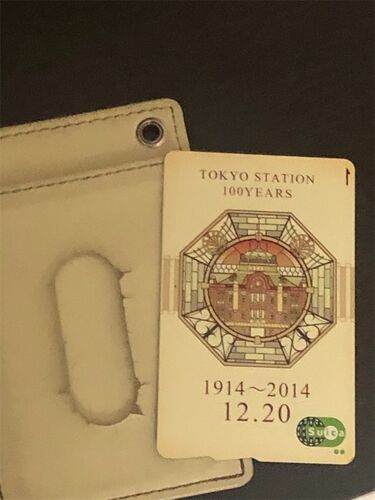 TOKYO STATION
100YEARS
1914～2014
12.20
Suica